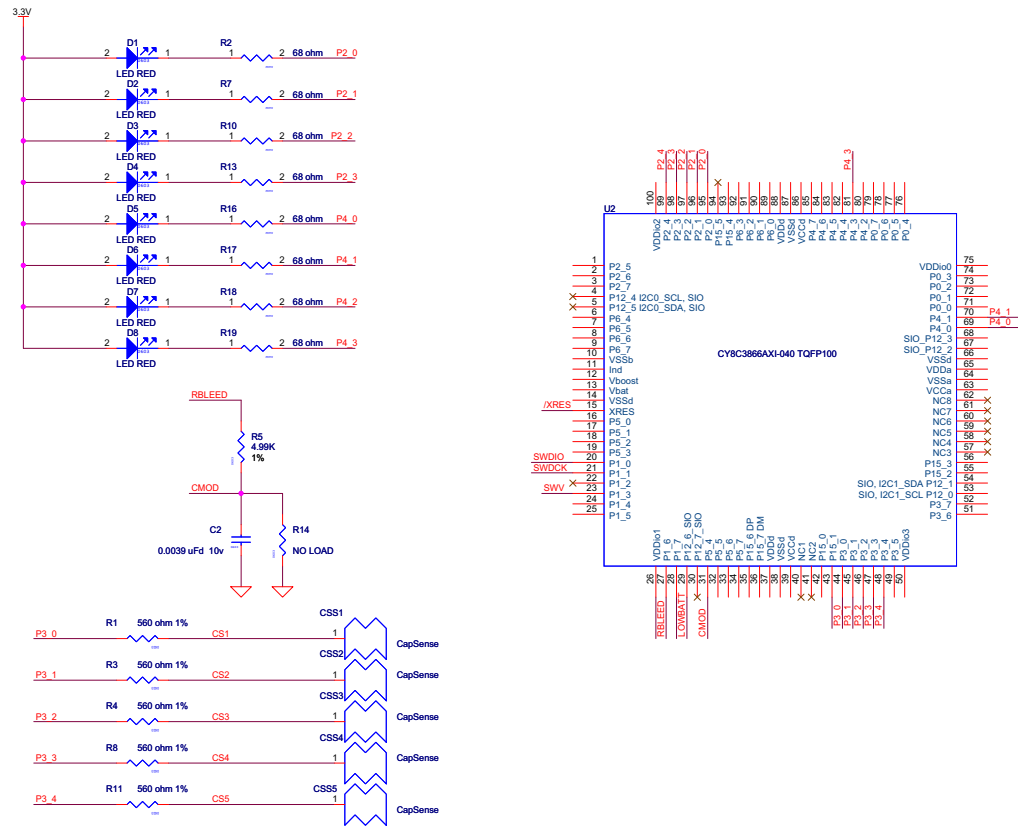 3.3V
D1
R2
2
1
1
2
68 ohm
P2_0
LED RED
D2
R7
2
1
1
2
68 ohm
P2_1
LED RED
D3
R10
2
1
1
2
68 ohm
P2_2
LED RED
D4
R13
2
1
1
2
68 ohm
P2_3
LED RED
D5
R16
2
1
1
2
68 ohm
P4_0
LED RED
D6
R17
2
1
1
2
68 ohm
P4_1
LED RED
D7
R18
2
1
1
2
68 ohm
P4_2
LED RED
D8
R19
2
1
1
2
68 ohm
P4_3
LED RED
RBLEED
R5
4.99K
1%
CMOD
C2
0.0039 uFd 10v
R14
NO LOAD
CSS1
P3_0
R1
560 ohm 1%
CS1
1
CapSense
CSS2
P3_1
R3
560 ohm 1%
CS2
1
CapSense
CSS3
P3_2
R4
560 ohm 1%
CS3
1
CapSense
CSS4
P3_3
R8
560 ohm 1%
CS4
1
CapSense
CSS5
P3_4
R11
560 ohm 1%
CS5
1
CapSense
P2_4
P2_3
P2_2
P2_1
P2_0
P4_3
100
99
98
97
96
95
94
93
92
91
90
89
88
87
86
85
84
83
82
81
80
79
78
77
76
U2
VDDio2
P2_4
P2_3
P2_2
P2_1
P2_0
P15_5
P15_4
P6_3
P6_2
P6_1
P6_0
VDDd
VSSd
VCCd
P4_7
P4_6
P4_5
P4_4
P4_3
P4_2
P0_7
P0_6
P0_5
P0_4
1 P2_5
2 P2_6
3 P2_7
4 P12_4 I2C0_SCL, SIO
5 P12_5 I2C0_SDA, SIO
6 P6_4
7 P6_5
8 P6_6
9 P6_7
10 VSSb
11 Ind
12 Vboost
13 Vbat
14 VSSd
/XRES 15 XRES
16 P5_0
17 P5_1
18 P5_2
19 P5_3
SWDIO 20 P1_0
SWDCK 21 P1_1
22 P1_2
SWV 23 P1_3
24 P1_4
25 P1_5
CY8C3866AXI-040 TQFP100
VDDio0 75
P0_3 74
P0_2 73
P0_1 72
P0_0 71
P4_1 70 P4_1
P4_0 69 P4_0
SIO_P12_3 68
SIO_P12_2 67
VSSd 66
VDDa 65
VSSa 64
VCCa 63
NC8 62
NC7 61
NC6 60
NC5 59
NC4 58
NC3 57
P15_3 56
P15_2 55
SIO, I2C1_SDA P12_1 54
SIO, I2C1_SCL P12_0 53
P3_7 52
P3_6 51
VDDio1
P1_6
P1_7
P12_6_SIO
P12_7_SIO
P5_4
P5_5
P5_6
P5_7
P15_6 DP
P15_7 DM
VDDd
VSSd
VCCd
NC1
NC2
P15_0
P15_1
P3_0
P3_1
P3_2
P3_3
P3_4
P3_5
VDDio3
26
27
28
29
30
31
32
33
34
35
36
37
38
39
40
41
42
43
44
45
46
47
48
49
50
RBLEED
LOWBATT
CMOD
P3_0
P3_1
P3_2
P3_3
P3_4